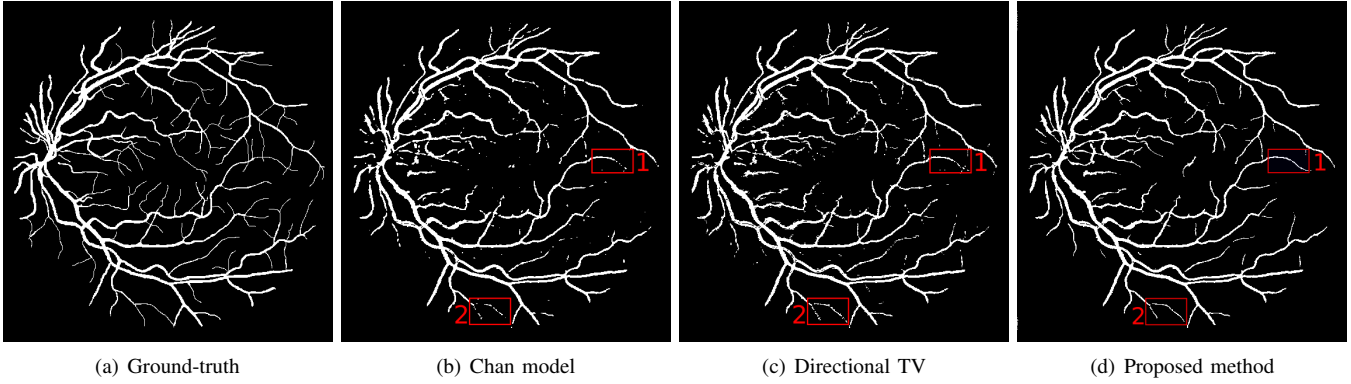 1
1
1
2
2
2
(a) Ground-truth
(b) Chan model
(c) Directional TV
(d) Proposed method